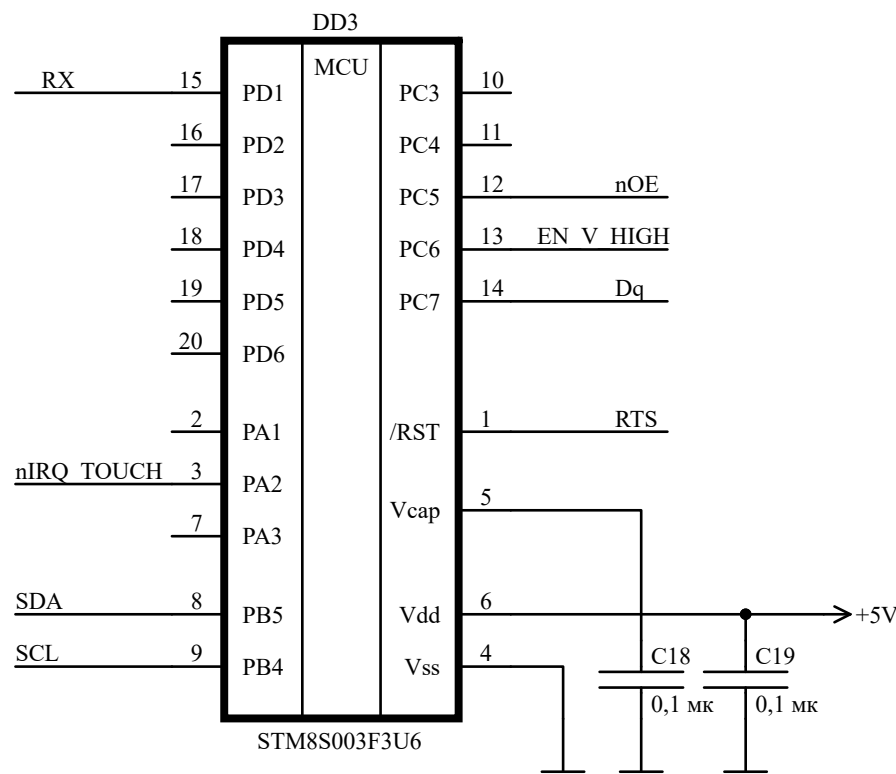 DD3
MCU
RX 15 PD1 PC3 10
16 PD2 PC4 11
17 PD3 PC5 12 nOE
18 PD4 PC6 13 EN_V_HIGH
19 PD5 PC7 14 Dq
20 PD6
2 PA1 /RST 1 RTS
nIRQ_TOUCH 3 PA2
Vcap 5
7 PA3
SDA 8 PB5 Vdd 6 +5V
SCL 9 PB4 Vss 4
C18 C19
0,1 мк 0,1 мк
STM8S003F3U6